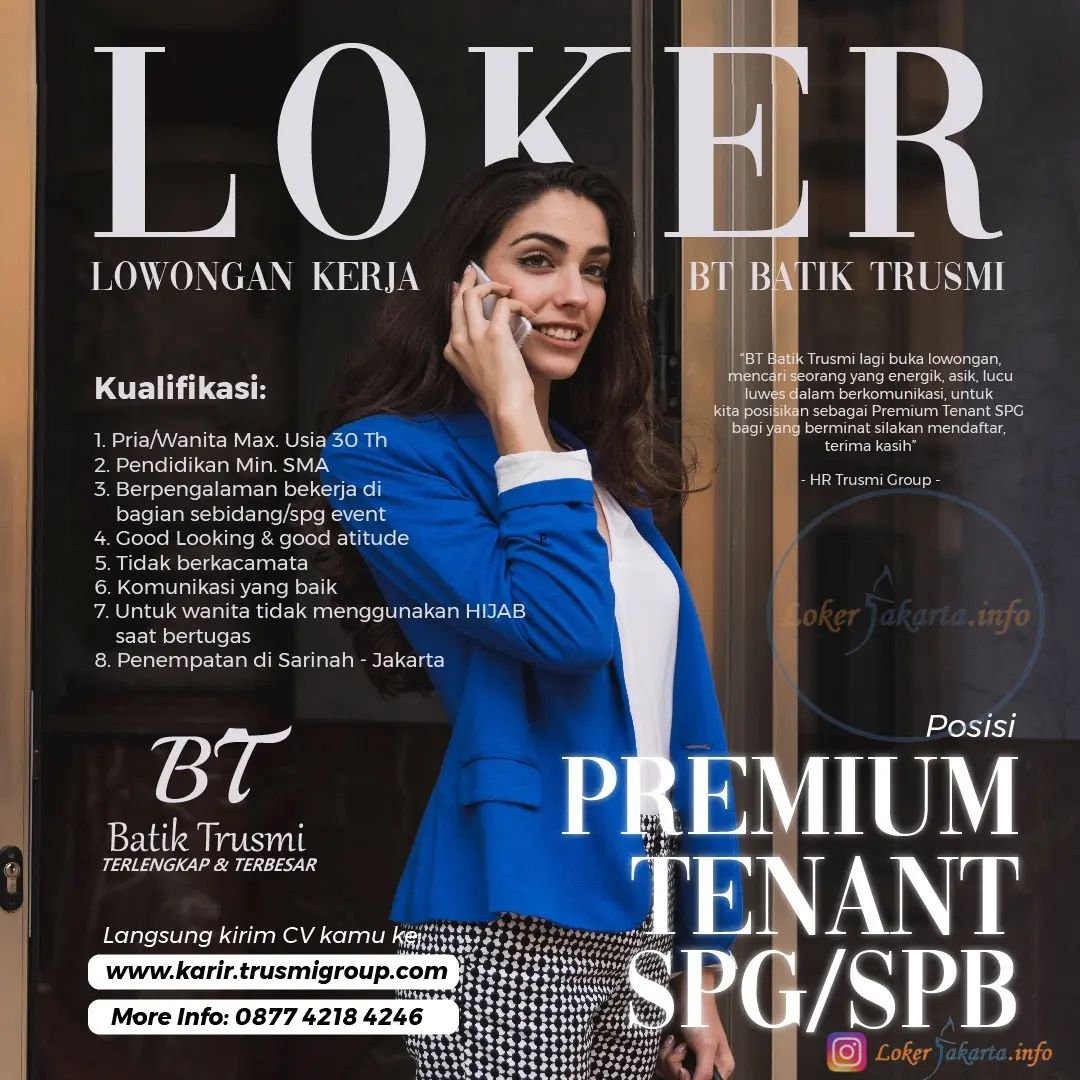 LOKER
LOWONGAN KERJA
BT BATIK TRUSMI
"BT Batik Trusmi lagi buka lowongan,
mencari seorang yang energik, asik, lucu
luwes dalam berkomunikasi, untuk
kita posisikan sebagai Premium Tenant SPG
bagi yang berminat silakan mendaftar,
terima kasih"
- HR Trusmi Group -
Kualifikasi:
1. Pria/Wanita Max. Usia 30 Th
2. Pendidikan Min. SMA
3. Berpengalaman bekerja di
bagian sebidang/spg event
4. Good Looking & good atitude
5. Tidak berkacamata
6. Komunikasi yang baik
7. Untuk wanita tidak menggunakan HIJAB
saat bertugas
8. Penempatan di Sarinah - Jakarta
P
Loker Jakarta.info
BT
Batik Trusmi
TERLENGKAP & TERBESAR
Posisi
PREMIUM
TENANT
SPG/SPB
Langsung kirim CV kamu ke:
www.karir.trusmigroup.com
More Info: 0877 4218 4246
Loker Jakarta.info